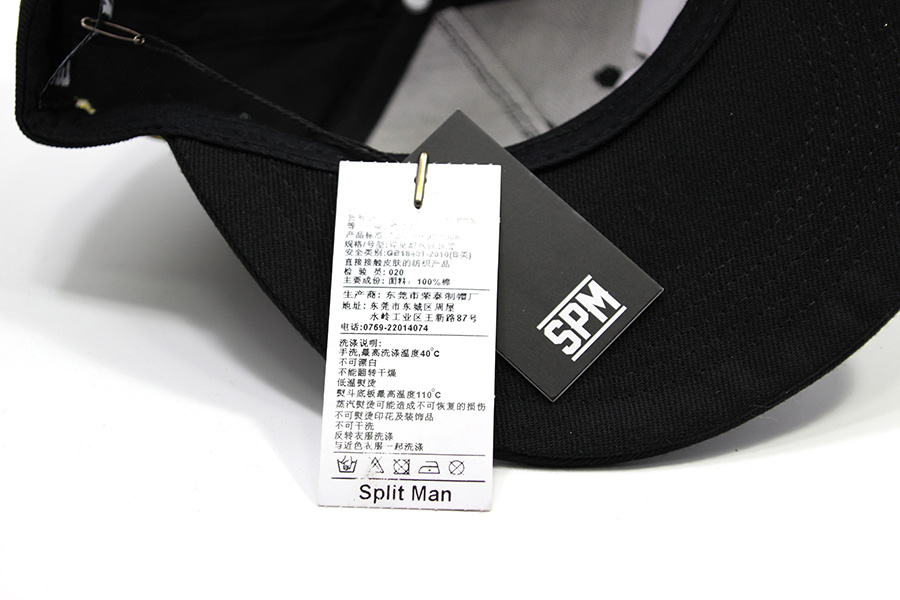 产品标准:
规格/号型:
安全类别:GB18401-2010(B类)
直接接触皮肤的纺织产品
检 验 员: 020
主要成份: 面料: 100%棉
生产商: 东莞市荣泰制帽厂
地址: 东莞市东城区周屋
水岭工业区王新路87号
电话:0769-22014074
洗涤说明:
手洗,最高洗涤温度40°C
不可漂白
不能翻转干燥
低温熨烫
熨斗底板最高温度110°C
蒸汽熨烫可能造成不可恢复的损伤
不可熨烫印花及装饰品
不可干洗
反转衣服洗涤
与近色衣服一起洗涤
Split Man
SPM